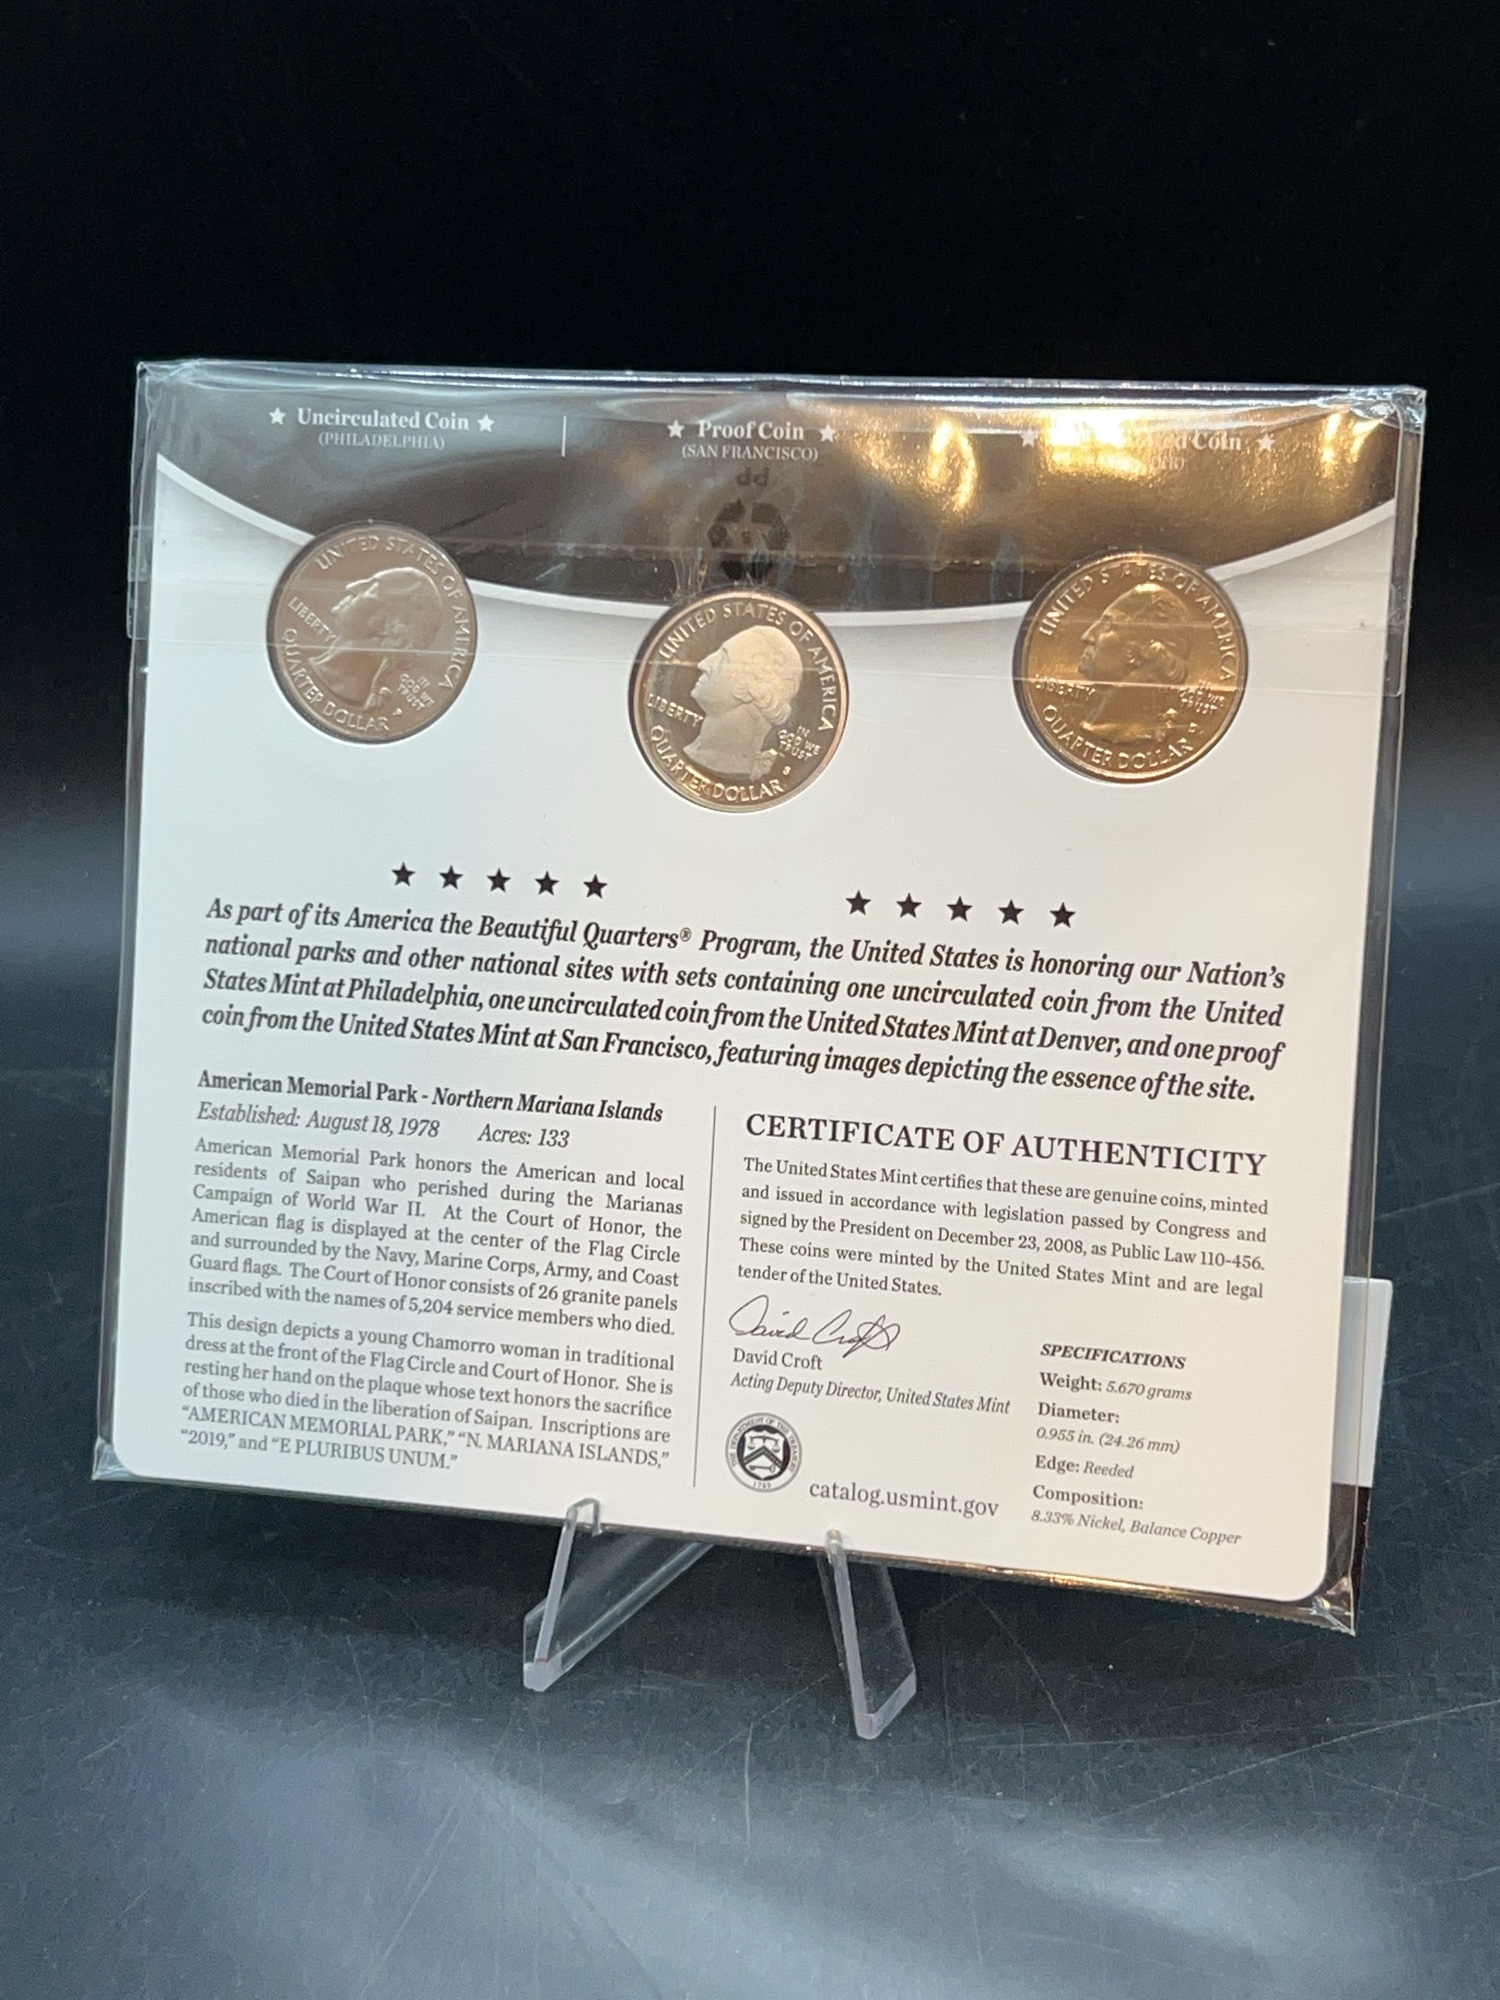 ★ Uncirculated Coin ★
(PHILADELPHIA)
★ Proof Coin ★
(SAN FRANCISCO)
★ Coin ★
pp
UNITED STATES OF AMERICA
LIBERTY
IN
GOD WE
TRUST
P
QUARTER DOLLAR
UNITED STATES OF AMERICA
LIBERTY
IN
GOD WE
TRUST
S
QUARTER DOLLAR
UNITED STATES OF AMERICA
LIBERTY
IN
GOD WE
TRUST
QUARTER DOLLAR
★ ★ ★ ★ ★ ★ ★ ★ ★ ★
As part of its America the Beautiful Quarters® Program, the United States is honoring our Nation's
national parks and other national sites with sets containing one uncirculated coin from the United
States Mint at Philadelphia, one uncirculated coin from the United States Mint at Denver, and one proof
coin from the United States Mint at San Francisco, featuring images depicting the essence of the site.
American Memorial Park - Northern Mariana Islands
Established: August 18, 1978 Acres: 133
American Memorial Park honors the American and local
residents of Saipan who perished during the Marianas
Campaign of World War II. At the Court of Honor, the
American flag is displayed at the center of the Flag Circle
and surrounded by the Navy, Marine Corps, Army, and Coast
Guard flags. The Court of Honor consists of 26 granite panels
inscribed with the names of 5,204 service members who died.
This design depicts a young Chamorro woman in traditional
dress at the front of the Flag Circle and Court of Honor. She is
resting her hand on the plaque whose text honors the sacrifice
of those who died in the liberation of Saipan. Inscriptions are
"AMERICAN MEMORIAL PARK," "N. MARIANA ISLANDS,"
"2019," and "E PLURIBUS UNUM."
CERTIFICATE OF AUTHENTICITY
The United States Mint certifies that these are genuine coins, minted
and issued in accordance with legislation passed by Congress and
signed by the President on December 23, 2008, as Public Law 110-456.
These coins were minted by the United States Mint and are legal
tender of the United States.
David Croft
David Croft
Acting Deputy Director, United States Mint
THE DEPARTMENT OF THE TREASURY
1789
catalog.usmint.gov
SPECIFICATIONS
Weight: 5.670 grams
Diameter:
0.955 in. (24.26 mm)
Edge: Reeded
Composition:
8.33% Nickel, Balance Copper